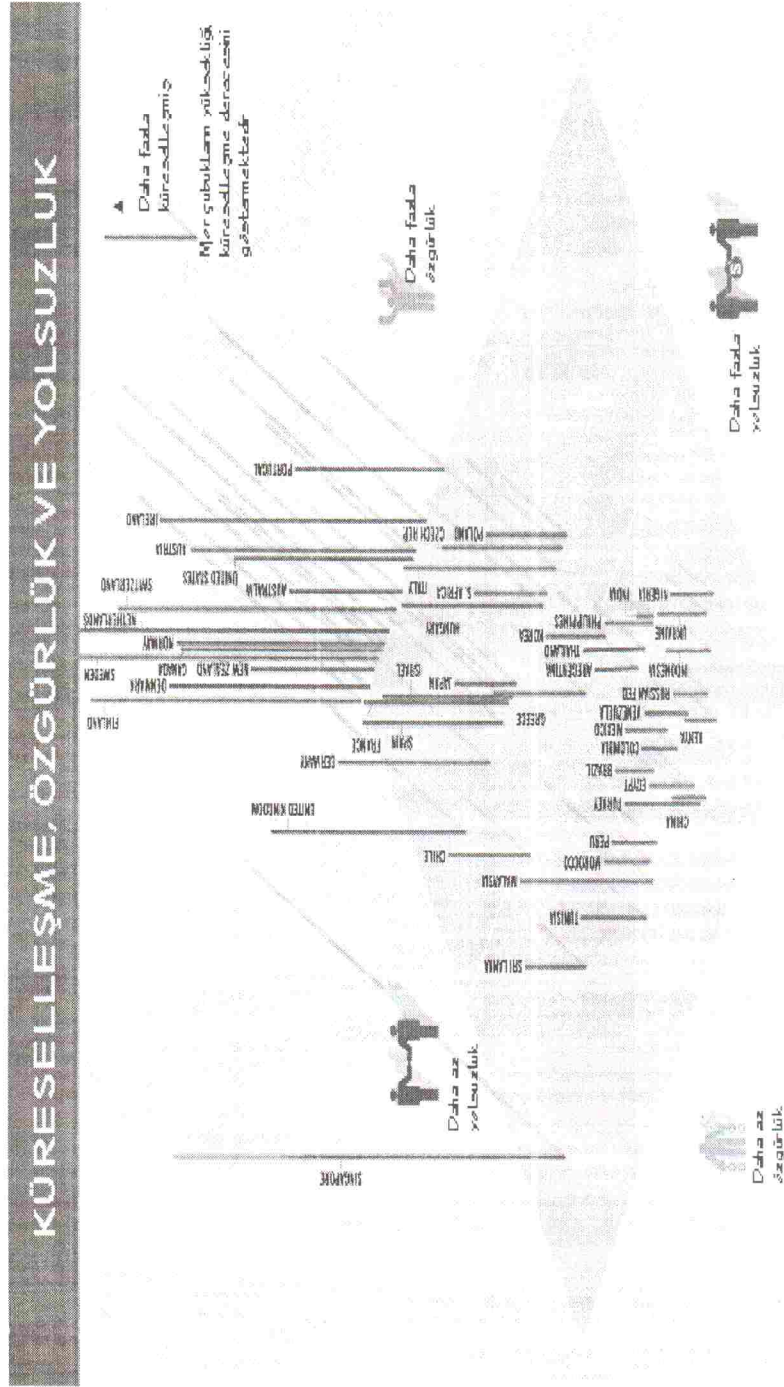 KÜRESELLEŞME, ÖZGÜRLÜK VE YOLSUZLUK
Daha fazla
küreselleşmiş
Mor çubukların yüksekliği,
küreselleşme derecesini
göstermektedir
Daha fazla
özgürlük
Daha fazla
yolsuzluk
Daha az
yolsuzluk
Daha az
özgürlük
SINGAPORE
SRI LANKA
TUNISIA
MALAYSIA
MOROCCO
CHILE
PERU
UNITED KINGDOM
TURKEY
CHINA
EGYPT
BRAZIL
GERMANY
COLOMBIA
MEXICO
KENYA
VENEZUELA
FRANCE
SPAIN
GREECE
FINLAND
RUSSIAN FED
DENMARK
JAPAN
ISRAEL
NEW ZEALAND
CANADA
SWEDEN
ARGENTINA
INDONESIA
THAILAND
NORWAY
KOREA
HUNGARY
NETHERLANDS
PHILIPPINES
UKRAINE
SWITZERLAND
AUSTRALIA
S. AFRICA
ITALY
INDIA
NIGERIA
UNITED STATES
AUSTRIA
CZECH REP
POLAND
IRELAND
PORTUGAL